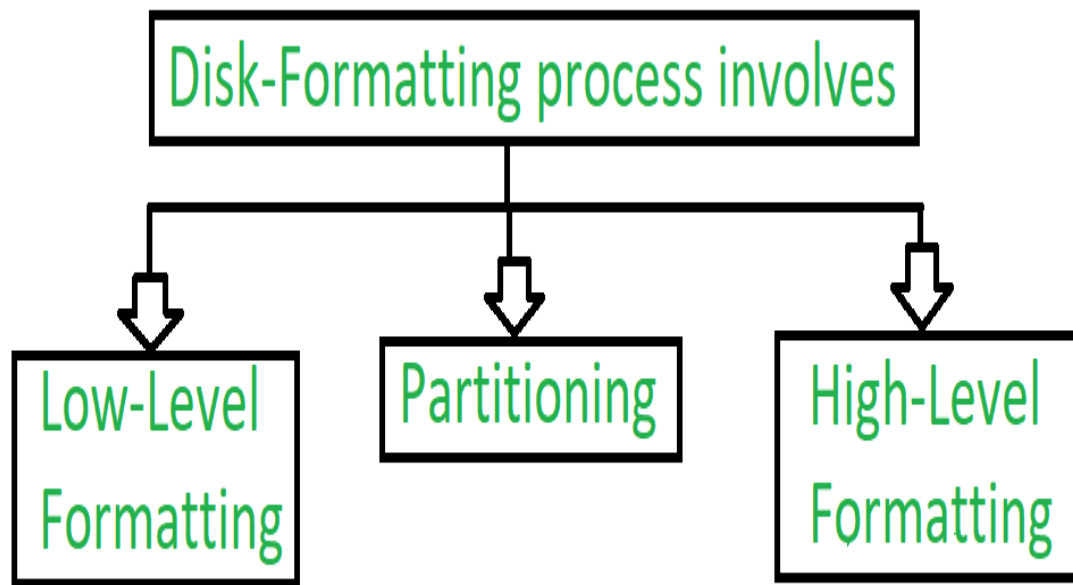 Disk-Formatting process involves
Low-Level
Formatting
Partitioning
High-Level
Formatting